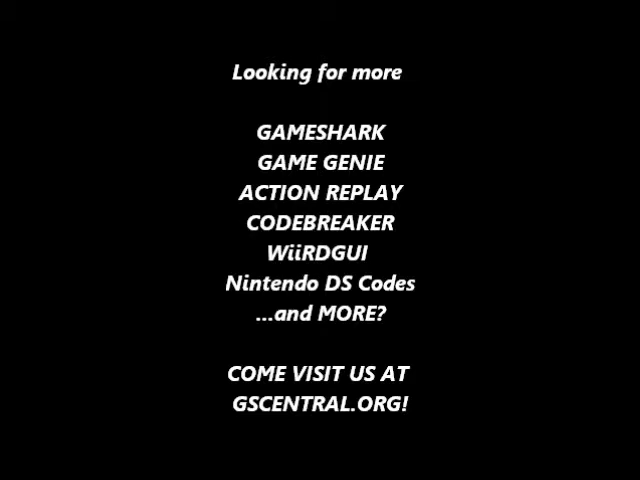 Looking for more
GAMESHARK
GAME GENIE
ACTION REPLAY
CODEBREAKER
WiiRDGUI
Nintendo DS Codes
...and MORE?
COME VISIT US AT
GSCENTRAL.ORG!